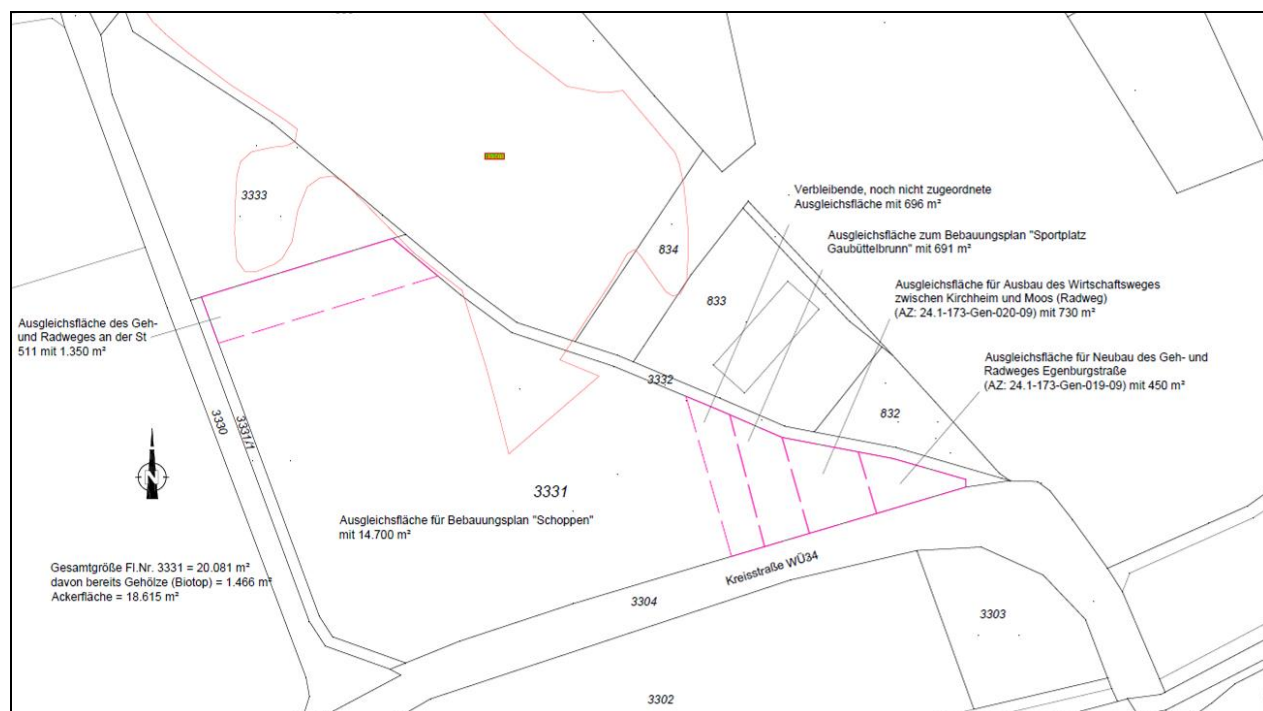 3333
834
Verbleibende, noch nicht zugeordnete
Ausgleichsfläche mit 696 m²
Ausgleichsfläche zum Bebauungsplan "Sportplatz
Gaubüttelbrunn" mit 691 m²
833
Ausgleichsfläche für Ausbau des Wirtschaftsweges
zwischen Kirchheim und Moos (Radweg)
(AZ: 24.1-173-Gen-020-09) mit 730 m²
Ausgleichsfläche des Geh-
und Radweges an der St
511 mit 1.350 m²
Ausgleichsfläche für Neubau des Geh- und
Radweges Egenburgstraße
(AZ: 24.1-173-Gen-019-09) mit 450 m²
3332
832
3330
3331/1
N
3331
Ausgleichsfläche für Bebauungsplan "Schoppen"
mit 14.700 m²
Gesamtgröße Fl.Nr. 3331 = 20.081 m²
davon bereits Gehölze (Biotop) = 1.466 m²
Ackerfläche = 18.615 m²
Kreisstraße WÜ34
3304
3303
3302